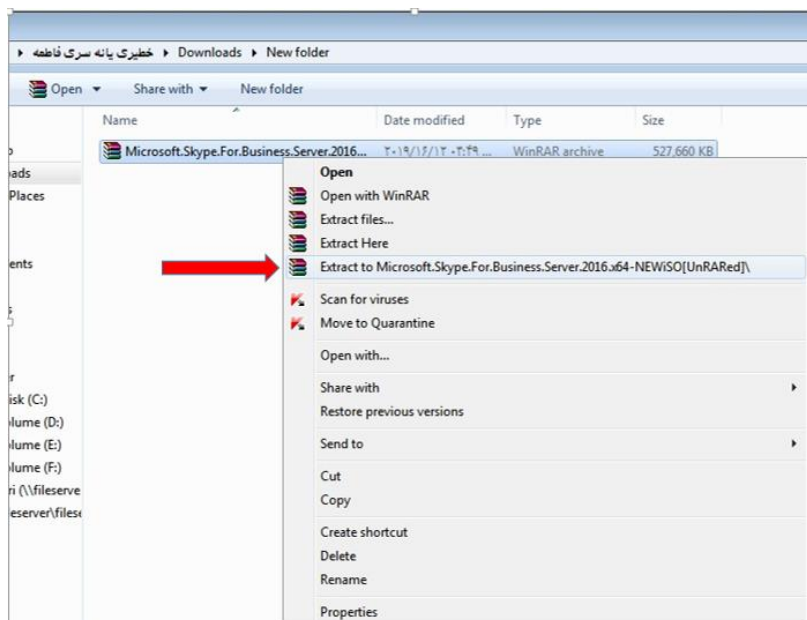 خطیری یانه سری فاطمه ▸ Downloads ▸ New folder
Open Share with New folder
Name Date modified Type Size
Microsoft.Skype.For.Business.Server.2016... WinRAR archive 527,660 KB
Open
ads
Open with WinRAR
Places
Extract files...
Extract Here
ents
Extract to Microsoft.Skype.For.Business.Server.2016.x64-NEWiSO[UnRARed]\
Scan for viruses
Move to Quarantine
Open with...
Share with
isk (C:)
Restore previous versions
lume (D:)
Send to
lume (E:)
lume (F:)
Cut
ri (\\fileserve
Copy
eserver\files
Create shortcut
Delete
Rename
Properties